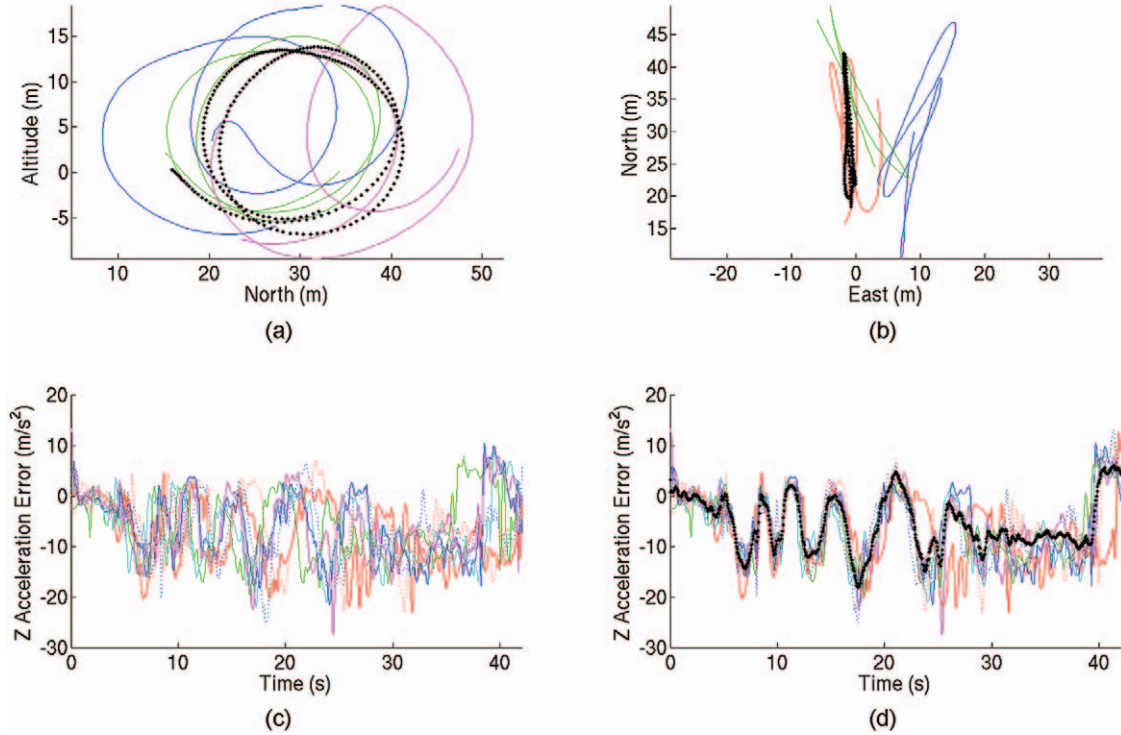 15
10
5
0
-5
Altitude (m)
10 20 30 40 50
North (m)
(a)
45
40
35
30
25
20
15
North (m)
-20 -10 0 10 20 30
East (m)
(b)
20
10
0
-10
-20
-30
Z Acceleration Error (m/s²)
0 10 20 30 40
Time (s)
(c)
20
10
0
-10
-20
-30
Z Acceleration Error (m/s²)
0 10 20 30 40
Time (s)
(d)